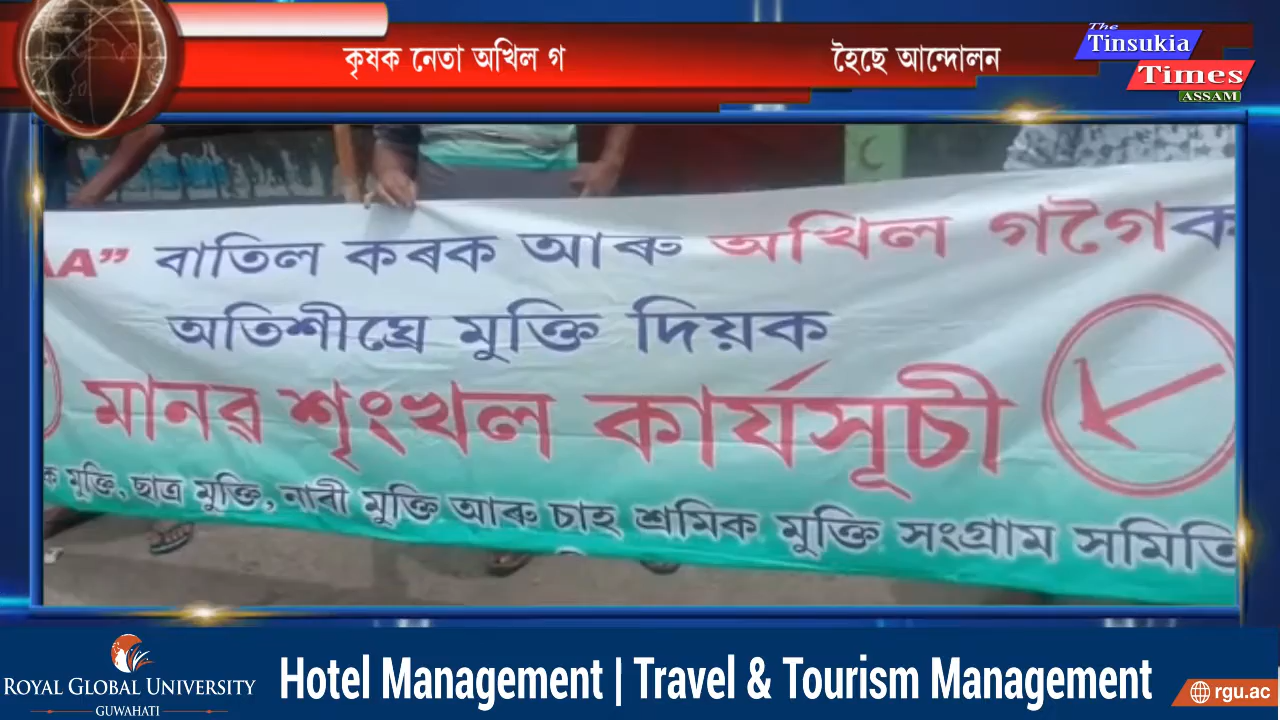 কৃষক নেতা অখিল গ
হৈছে আন্দোলন
The
Tinsukia
Times
ASSAM
AA” বাতিল কৰক আৰু অখিল গগৈক
অতিশীঘ্ৰে মুক্তি দিয়ক
মানৱ শৃংখল কাৰ্যসূচী
ক মুক্তি, ছাত্ৰ মুক্তি, নাৰী মুক্তি আৰু চাহ শ্ৰমিক মুক্তি সংগ্ৰাম সমিতি
ROYAL GLOBAL UNIVERSITY
GUWAHATI
Hotel Management | Travel & Tourism Management
rgu.ac